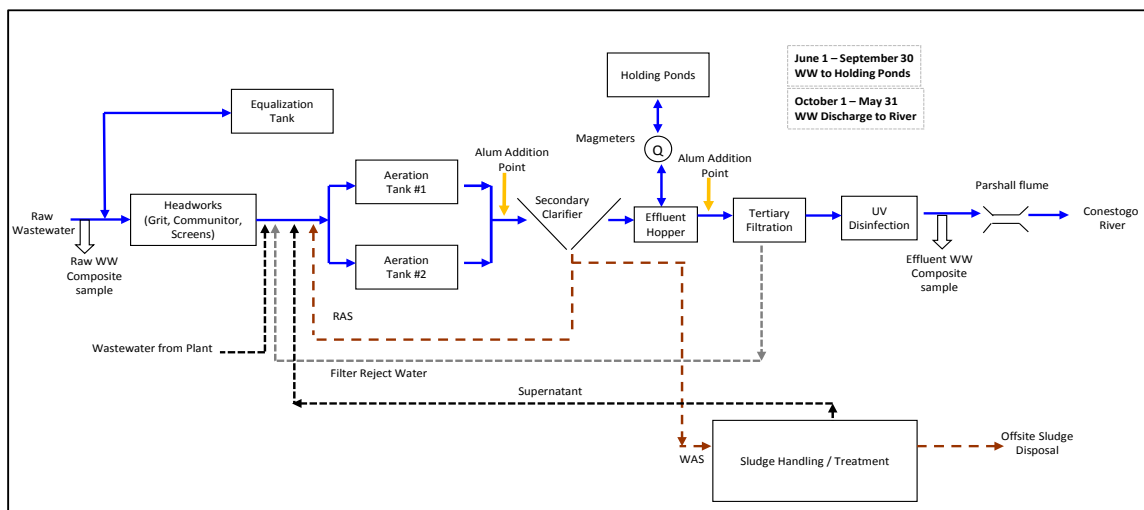 June 1 – September 30
WW to Holding Ponds
October 1 – May 31
WW Discharge to River
Holding Ponds
Equalization
Tank
Magmeters
Q
Alum Addition
Point
Alum Addition
Point
Aeration
Tank #1
Secondary
Clarifier
Parshall flume
Raw
Wastewater
Headworks
(Grit, Communitor,
Screens)
Effluent
Hopper
Tertiary
Filtration
UV
Disinfection
Conestogo
River
Raw WW
Composite
sample
Aeration
Tank #2
Effluent WW
Composite
sample
RAS
Wastewater from Plant
Filter Reject Water
Supernatant
WAS
Sludge Handling / Treatment
Offsite Sludge
Disposal